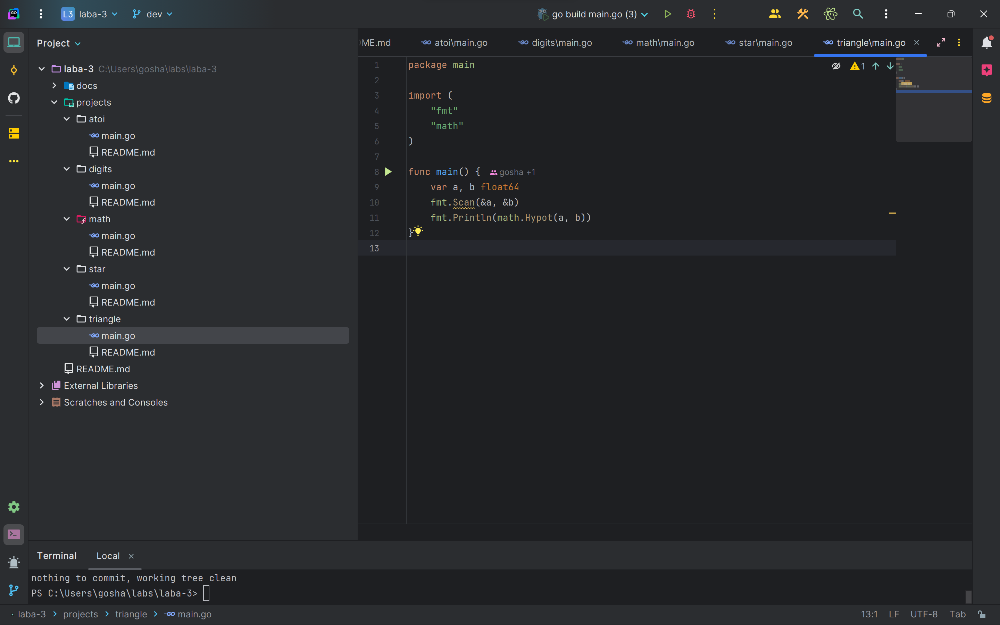 L3 laba-3 dev go build main.go (3)
Project
laba-3 C:\Users\gosha\labs\laba-3
docs
projects
atoi
main.go
README.md
digits
main.go
README.md
math
main.go
README.md
star
main.go
README.md
triangle
main.go
README.md
README.md
External Libraries
Scratches and Consoles
ME.md atoi\main.go digits\main.go math\main.go star\main.go triangle\main.go
1 package main
2
3 import (
4 "fmt"
5 "math"
6 )
7
8 func main() { gosha +1
9 var a, b float64
10 fmt.Scan(&a, &b)
11 fmt.Println(math.Hypot(a, b))
12 }
13
1
Terminal Local
nothing to commit, working tree clean
PS C:\Users\gosha\labs\laba-3>
laba-3 projects triangle main.go 13:1 LF UTF-8 Tab